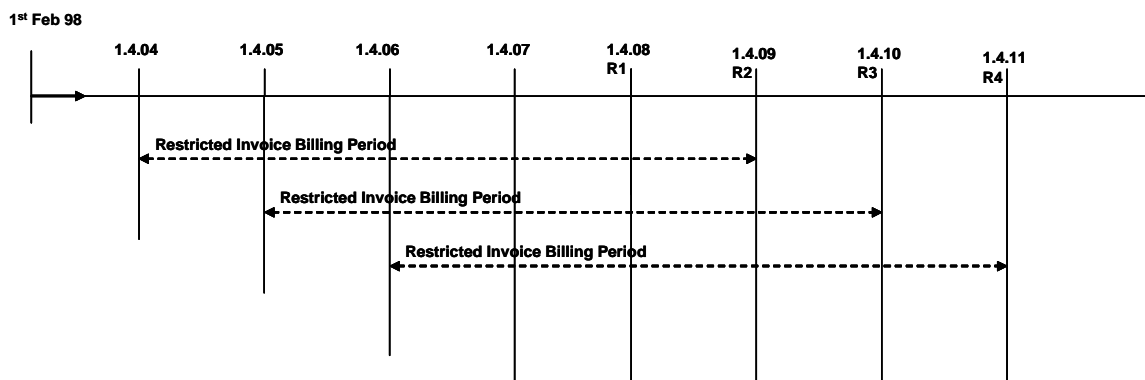 1st Feb 98
1.4.04
1.4.05
1.4.06
1.4.07
1.4.08
R1
1.4.09
R2
1.4.10
R3
1.4.11
R4
Restricted Invoice Billing Period
Restricted Invoice Billing Period
Restricted Invoice Billing Period